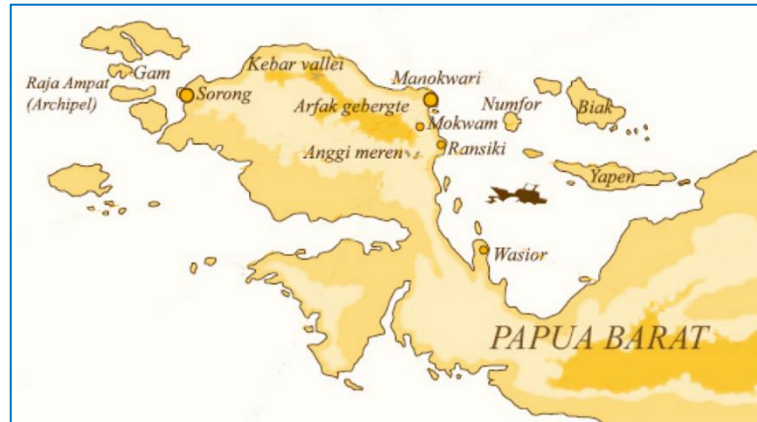 Kebar vallei
Manokwari
Gam
Raja Ampat
(Archipel)
Sorong
Arfak gebergte
Numfor
Biak
Mokwam
Anggi meren
Ransiki
Yapen
Wasior
PAPUA BARAT